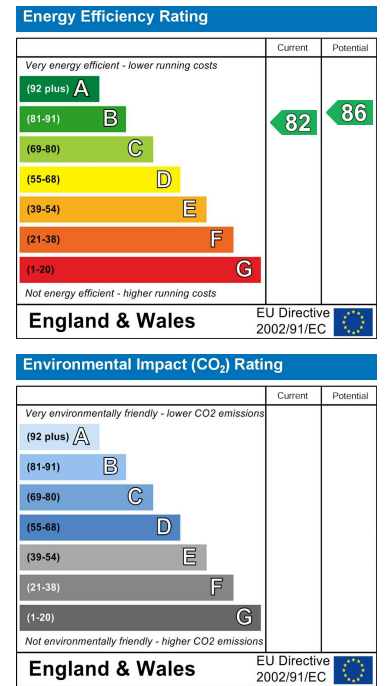 Energy Efficiency Rating
Current Potential
Very energy efficient - lower running costs
(92 plus) A
(81-91) B
82 86
(69-80) C
(55-68) D
(39-54) E
(21-38) F
(1-20) G
Not energy efficient - higher running costs
England & Wales
EU Directive
2002/91/EC
Environmental Impact (CO₂) Rating
Current Potential
Very environmentally friendly - lower CO2 emissions
(92 plus) A
(81-91) B
(69-80) C
(55-68) D
(39-54) E
(21-38) F
(1-20) G
Not environmentally friendly - higher CO2 emissions
England & Wales
EU Directive
2002/91/EC